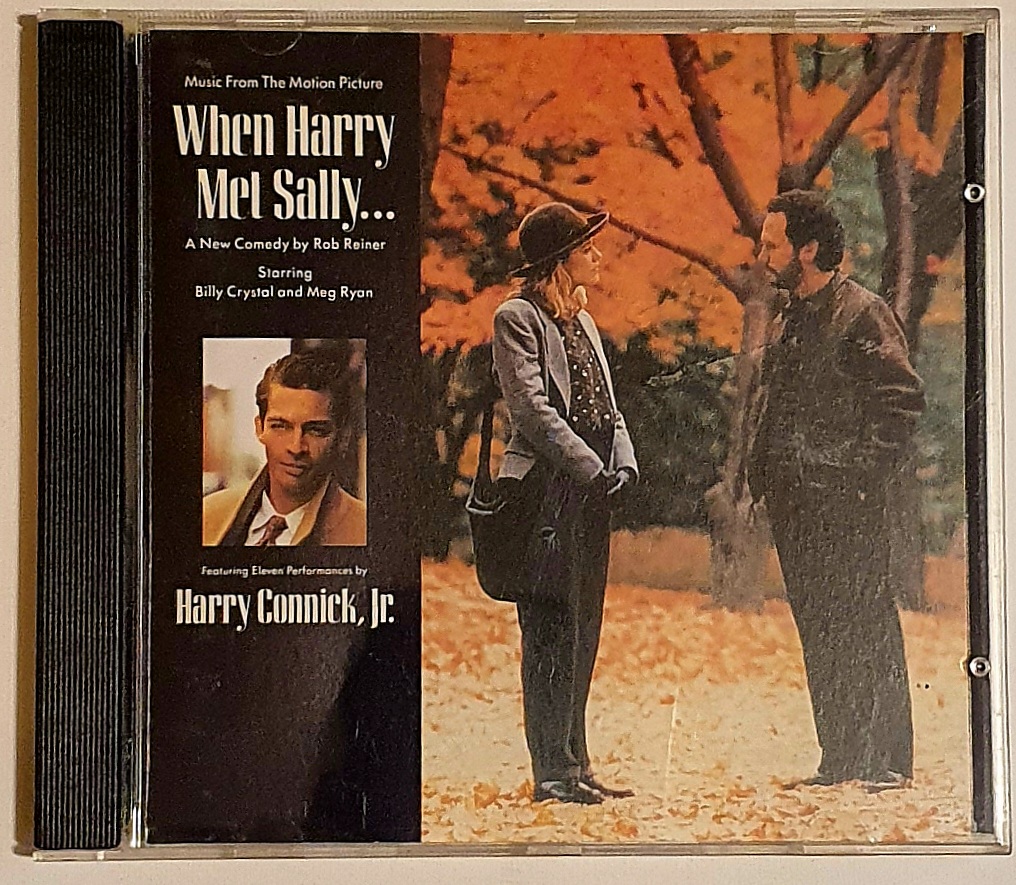 Music From The Motion Picture
When Harry
Met Sally...
A New Comedy by Rob Reiner
Starring
Billy Crystal and Meg Ryan
Featuring Eleven Performances by
Harry Connick, Jr.